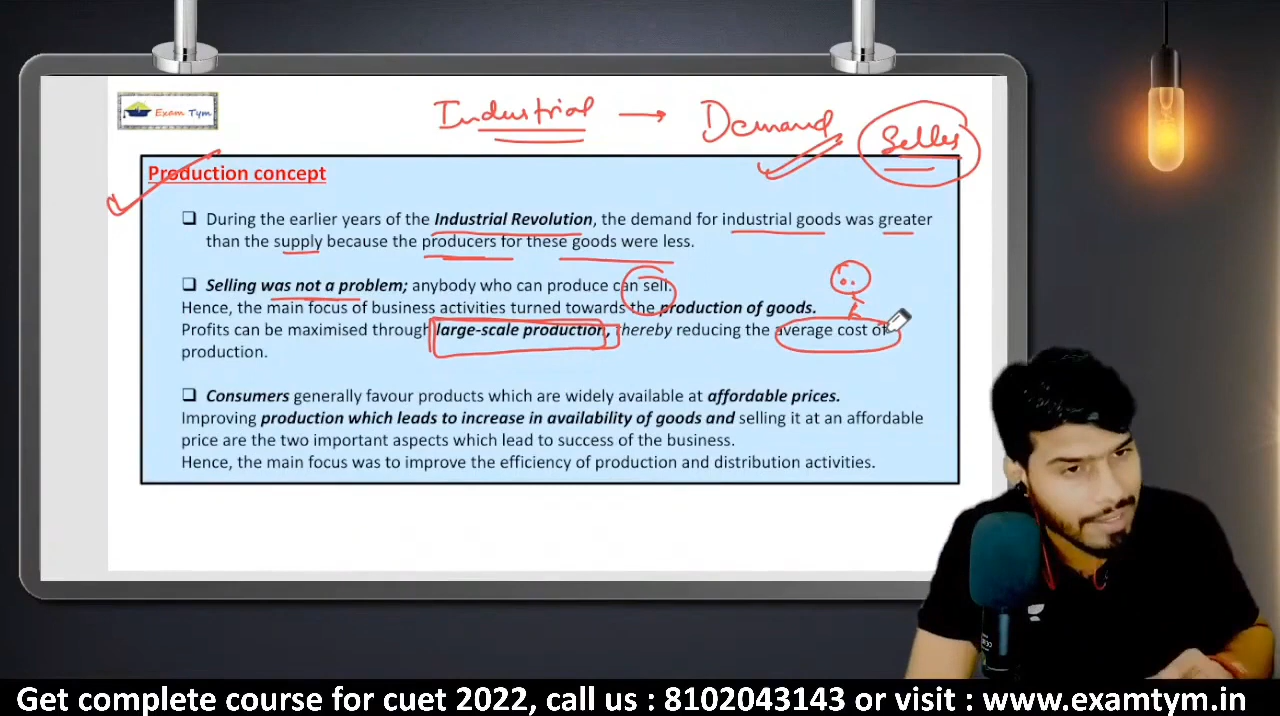 Industrial → Demand Seller
Exam Tym
Production concept
❑ During the earlier years of the Industrial Revolution, the demand for industrial goods was greater
than the supply because the producers for these goods were less.
❑ Selling was not a problem; anybody who can produce can sell.
Hence, the main focus of business activities turned towards the production of goods.
Profits can be maximised through large-scale production, thereby reducing the average cost of
production.
❑ Consumers generally favour products which are widely available at affordable prices.
Improving production which leads to increase in availability of goods and selling it at an affordable
price are the two important aspects which lead to success of the business.
Hence, the main focus was to improve the efficiency of production and distribution activities.
Get complete course for cuet 2022, call us : 8102043143 or visit : www.examtym.in